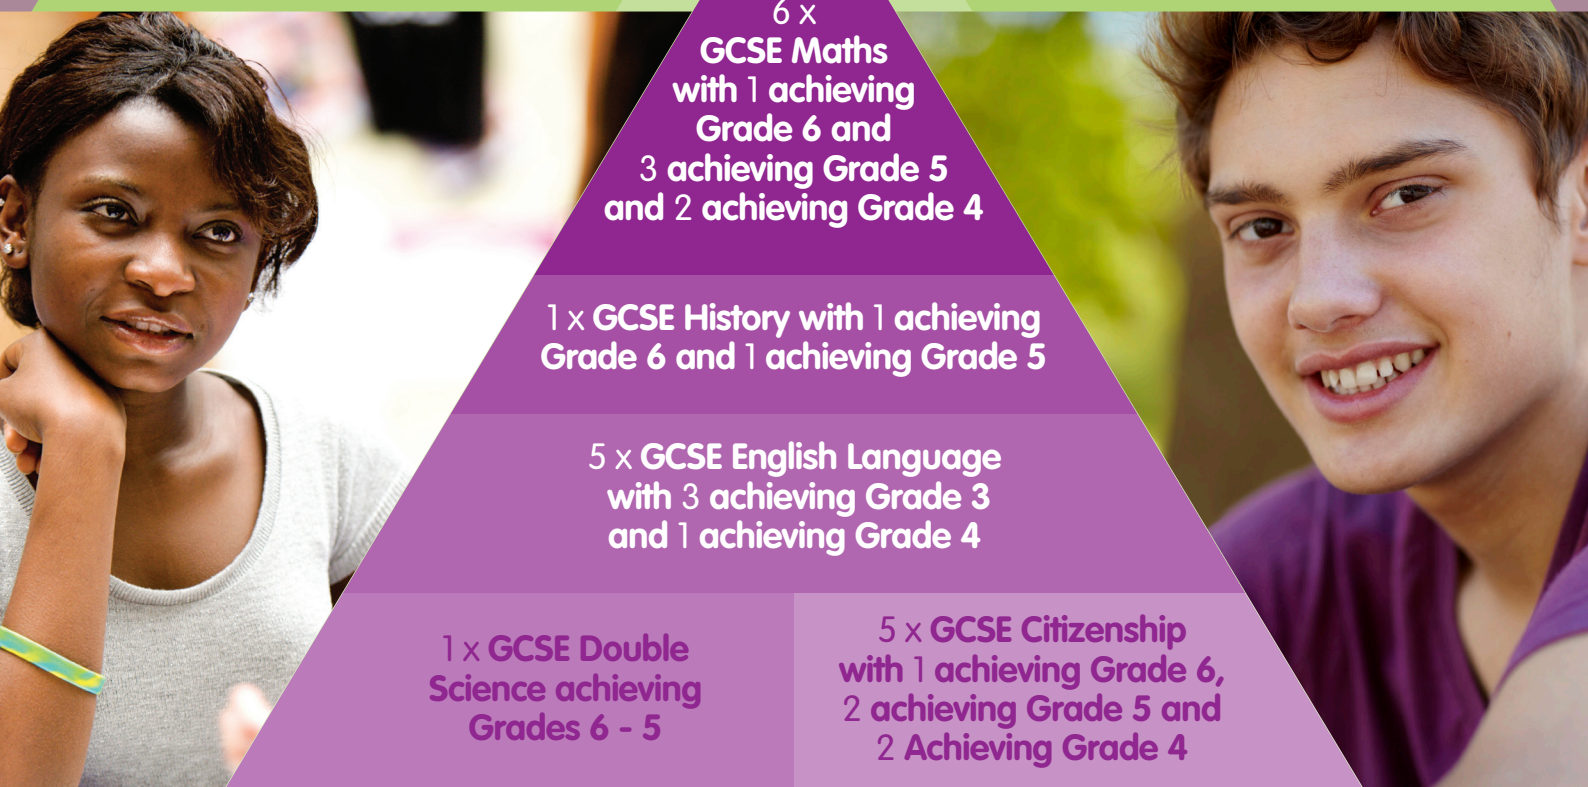 6 x
GCSE Maths
with 1 achieving
Grade 6 and
3 achieving Grade 5
and 2 achieving Grade 4
1 x GCSE History with 1 achieving
Grade 6 and 1 achieving Grade 5
5 x GCSE English Language
with 3 achieving Grade 3
and 1 achieving Grade 4
1 x GCSE Double
Science achieving
Grades 6 - 5
5 x GCSE Citizenship
with 1 achieving Grade 6,
2 achieving Grade 5 and
2 Achieving Grade 4